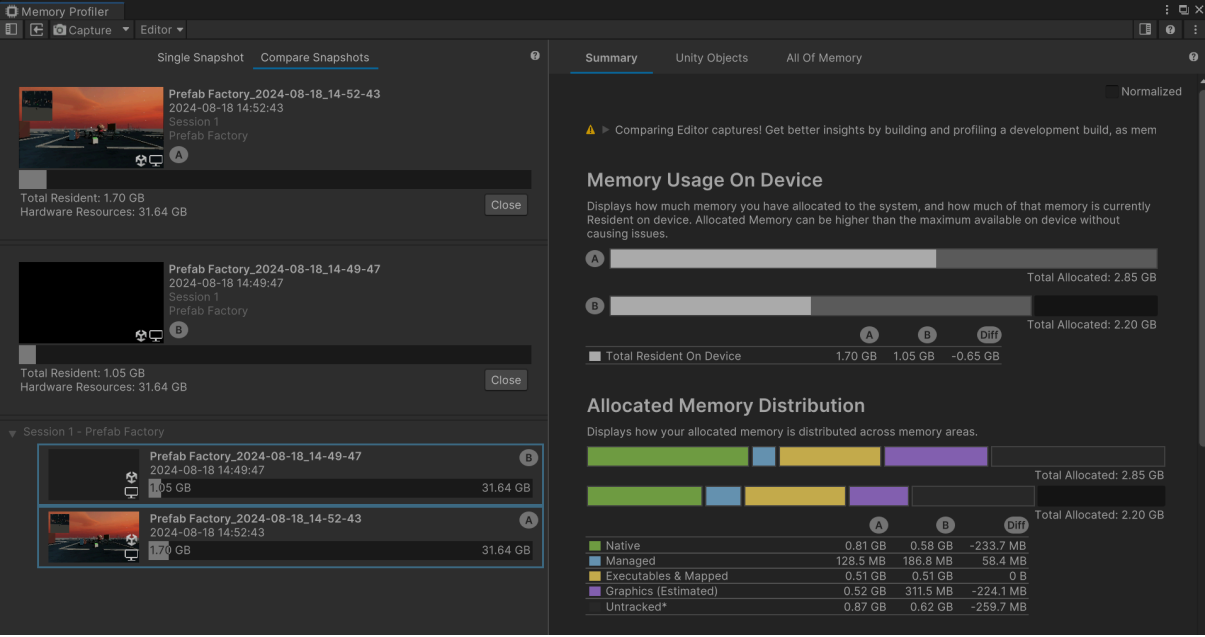 Memory Profiler
Capture
Editor
Single Snapshot
Compare Snapshots
Prefab Factory_2024-08-18_14-52-43
2024-08-18 14:52:43
Session 1
Prefab Factory
A
Total Resident: 1.70 GB
Hardware Resources: 31.64 GB
Close
Prefab Factory_2024-08-18_14-49-47
2024-08-18 14:49:47
Session 1
Prefab Factory
B
Total Resident: 1.05 GB
Hardware Resources: 31.64 GB
Close
Session 1 - Prefab Factory
Prefab Factory_2024-08-18_14-49-47
B
2024-08-18 14:49:47
1.05 GB 31.64 GB
Prefab Factory_2024-08-18_14-52-43
A
2024-08-18 14:52:43
1.70 GB 31.64 GB
Summary
Unity Objects
All Of Memory
Normalized
Comparing Editor captures! Get better insights by building and profiling a development build, as mem
Memory Usage On Device
Displays how much memory you have allocated to the system, and how much of that memory is currently
Resident on device. Allocated Memory can be higher than the maximum available on device without
causing issues.
A
Total Allocated: 2.85 GB
B
Total Allocated: 2.20 GB
A B Diff
Total Resident On Device 1.70 GB 1.05 GB -0.65 GB
Allocated Memory Distribution
Displays how your allocated memory is distributed across memory areas.
Total Allocated: 2.85 GB
Total Allocated: 2.20 GB
A B Diff
Native 0.81 GB 0.58 GB -233.7 MB
Managed 128.5 MB 186.8 MB 58.4 MB
Executables & Mapped 0.51 GB 0.51 GB 0 B
Graphics (Estimated) 0.52 GB 311.5 MB -224.1 MB
Untracked* 0.87 GB 0.62 GB -259.7 MB